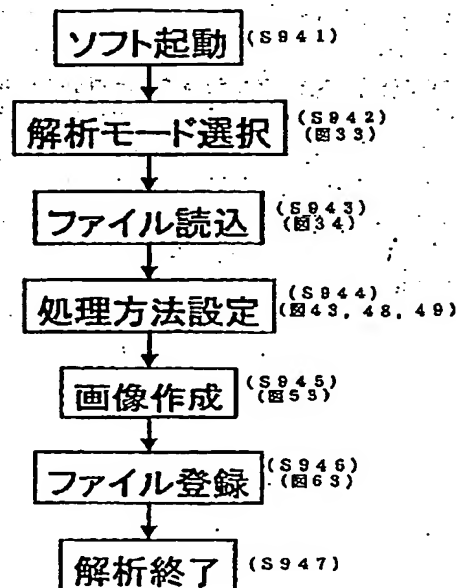 ソフト起動 (S941)
解析モード選択 (S942)
(図33)
ファイル読込 (S943)
(図34)
処理方法設定 (S944)
(図43, 48, 49)
画像作成 (S945)
(図53)
ファイル登録 (S946)
(図63)
解析終了 (S947)